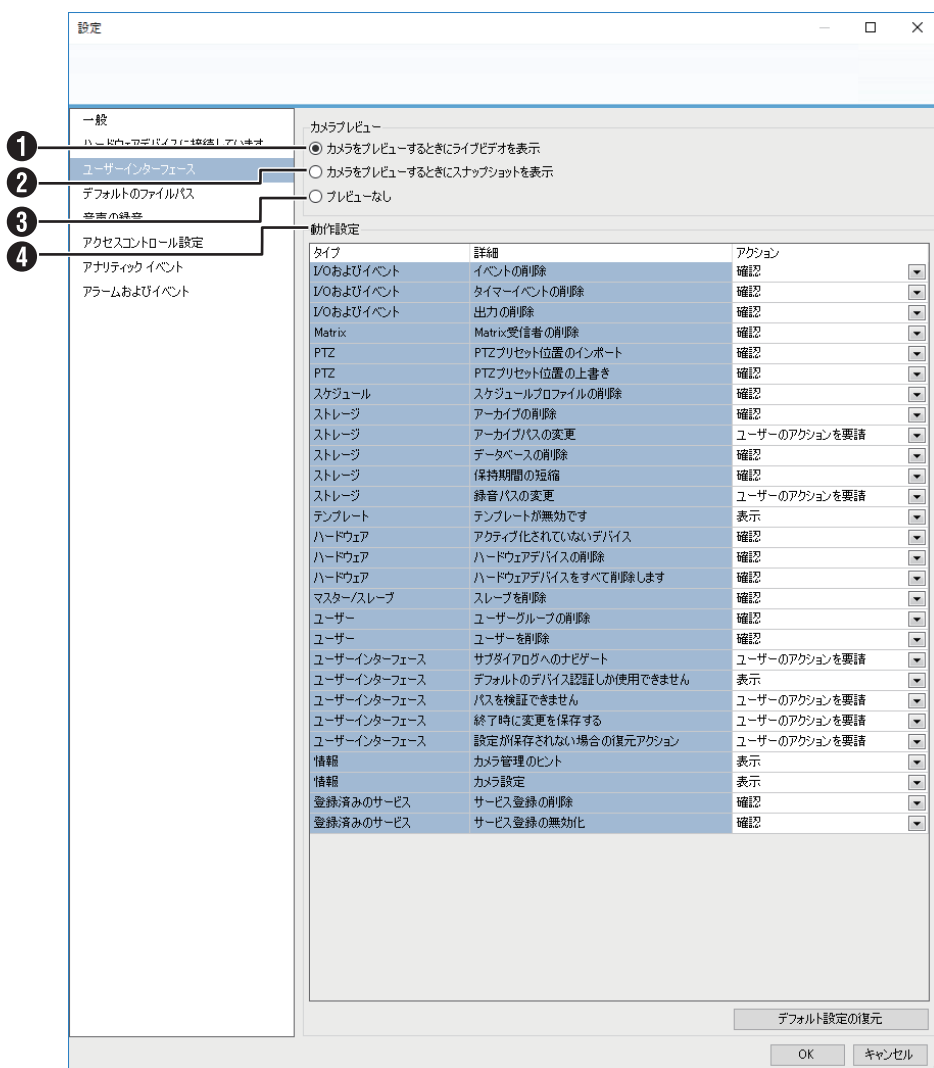 設定
一般
ハードウェアデバイスに接続しています
ユーザーインターフェース
デフォルトのファイルパス
音声の録音
アクセスコントロール設定
アナリティック イベント
アラームおよびイベント
1
2
3
4
カメラプレビュー
カメラをプレビューするときにライブビデオを表示
カメラをプレビューするときにスナップショットを表示
プレビューなし
動作設定
タイプ 詳細 アクション
I/Oおよびイベント イベントの削除 確認
I/Oおよびイベント タイマーイベントの削除 確認
I/Oおよびイベント 出力の削除 確認
Matrix Matrix受信者の削除 確認
PTZ PTZプリセット位置のインポート 確認
PTZ PTZプリセット位置の上書き 確認
スケジュール スケジュールプロファイルの削除 確認
ストレージ アーカイブの削除 確認
ストレージ アーカイブパスの変更 ユーザーのアクションを要請
ストレージ データベースの削除 確認
ストレージ 保持期間の短縮 確認
ストレージ 録音パスの変更 ユーザーのアクションを要請
テンプレート テンプレートが無効です 表示
ハードウェア アクティブ化されていないデバイス 確認
ハードウェア ハードウェアデバイスの削除 確認
ハードウェア ハードウェアデバイスをすべて削除します 確認
マスター/スレーブ スレーブを削除 確認
ユーザー ユーザーグループの削除 確認
ユーザー ユーザーを削除 確認
ユーザーインターフェース サブダイアログへのナビゲート ユーザーのアクションを要請
ユーザーインターフェース デフォルトのデバイス認証しか使用できません 表示
ユーザーインターフェース パスを検証できません ユーザーのアクションを要請
ユーザーインターフェース 終了時に変更を保存する ユーザーのアクションを要請
ユーザーインターフェース 設定が保存されない場合の復元アクション ユーザーのアクションを要請
情報 カメラ管理のヒント 表示
情報 カメラ設定 表示
登録済みのサービス サービス登録の削除 確認
登録済みのサービス サービス登録の無効化 確認
デフォルト設定の復元
OK キャンセル